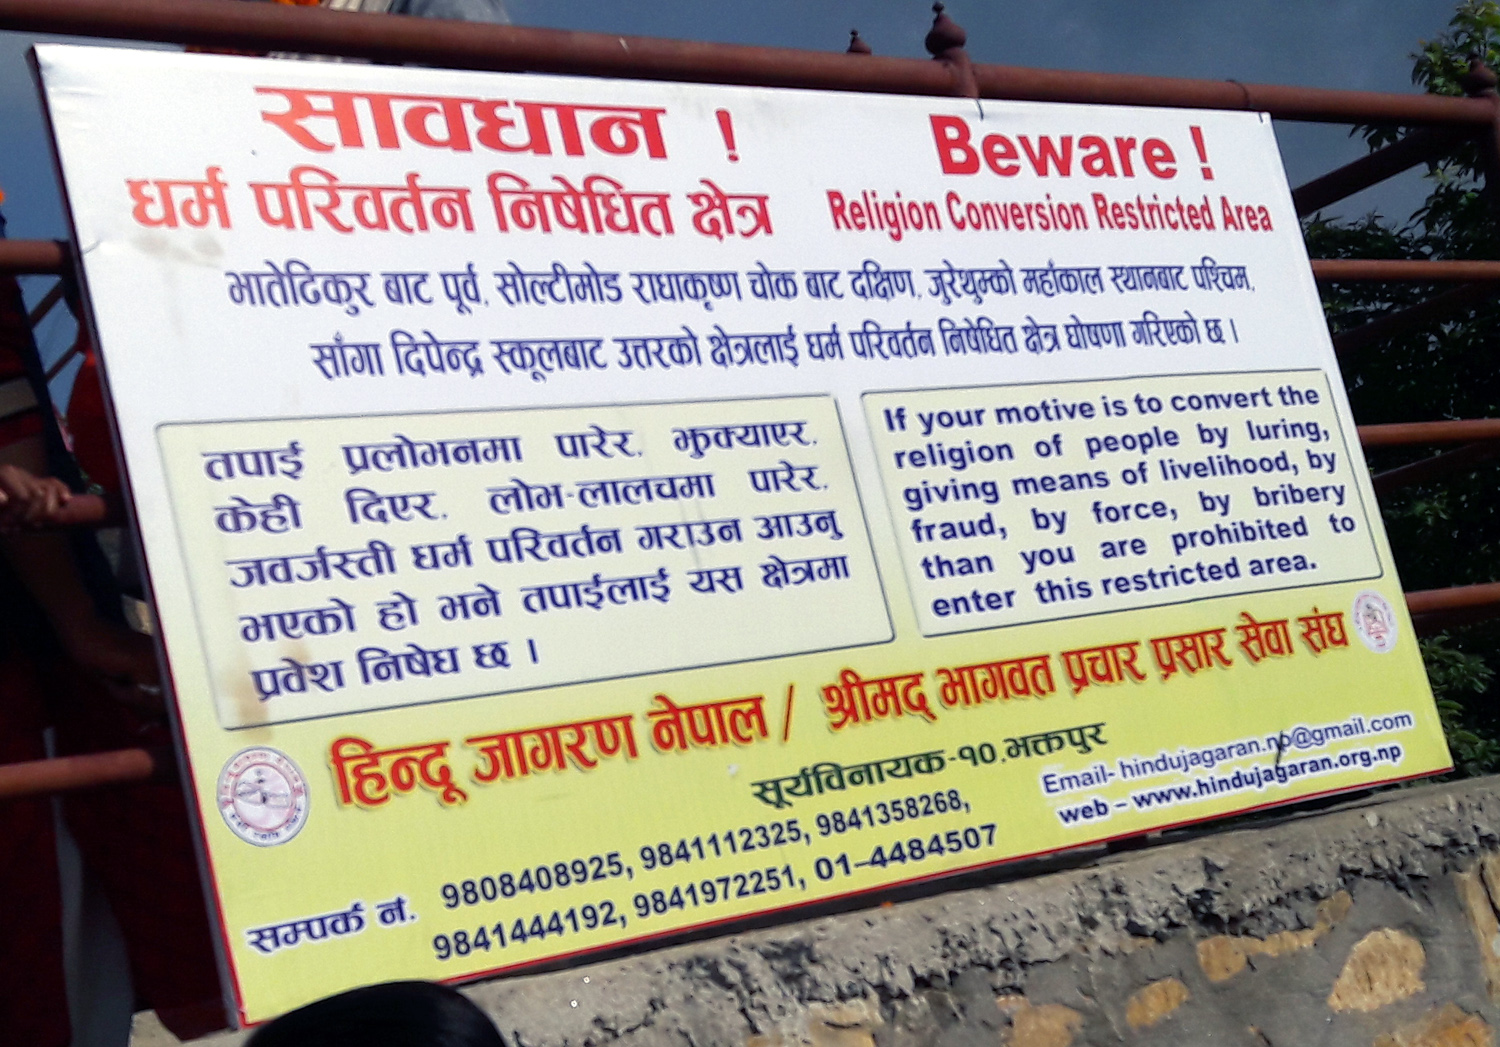 सावधान !
धर्म परिवर्तन निषेधित क्षेत्र
Beware !
Religion Conversion Restricted Area
भातेढिकुर बाट पूर्व, सोल्टीमोड राधाकृष्ण चोक बाट दक्षिण, जुरेथुम्को महाँकाल स्थानबाट पश्चिम,
साँगा दिपेन्द्र स्कूलबाट उत्तरको क्षेत्रलाई धर्म परिवर्तन निषेधित क्षेत्र घोषणा गरिएको छ ।
तपाई प्रलोभनमा पारेर, झुक्याएर,
केही दिएर, लोभ-लालचमा पारेर,
जवर्जस्ती धर्म परिवर्तन गराउन आउनु
भएको हो भने तपाईलाई यस क्षेत्रमा
प्रवेश निषेध छ ।
If your motive is to convert the
religion of people by luring,
giving means of livelihood, by
fraud, by force, by bribery
than you are prohibited to
enter this restricted area.
हिन्दू जागरण नेपाल / श्रीमद् भागवत प्रचार प्रसार सेवा संघ
सूर्यविनायक-१०,भक्तपुर
सम्पर्क नं. 9808408925, 9841112325, 9841358268,
9841444192, 9841972251, 01-4484507
Email- hindujagaran.np@gmail.com
web – www.hindujagaran.org.np